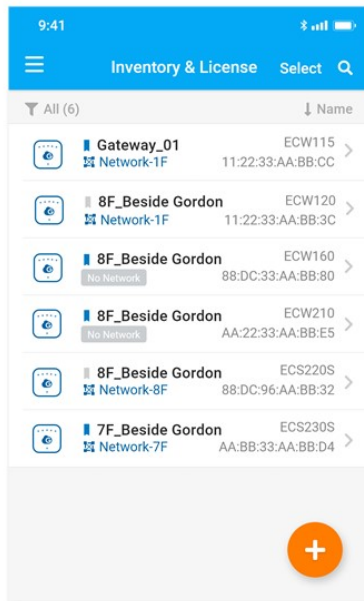 9:41
Inventory & License Select
All (6) Name
Gateway_01 ECW115
Network-1F 11:22:33:AA:BB:CC
8F_Beside Gordon ECW120
Network-1F 11:22:33:AA:BB:3C
8F_Beside Gordon ECW160
No Network 88:DC:33:AA:BB:80
8F_Beside Gordon ECW210
No Network AA:22:33:AA:BB:E5
8F_Beside Gordon ECS220S
Network-8F 88:DC:96:AA:BB:32
7F_Beside Gordon ECS230S
Network-7F AA:BB:33:AA:BB:D4